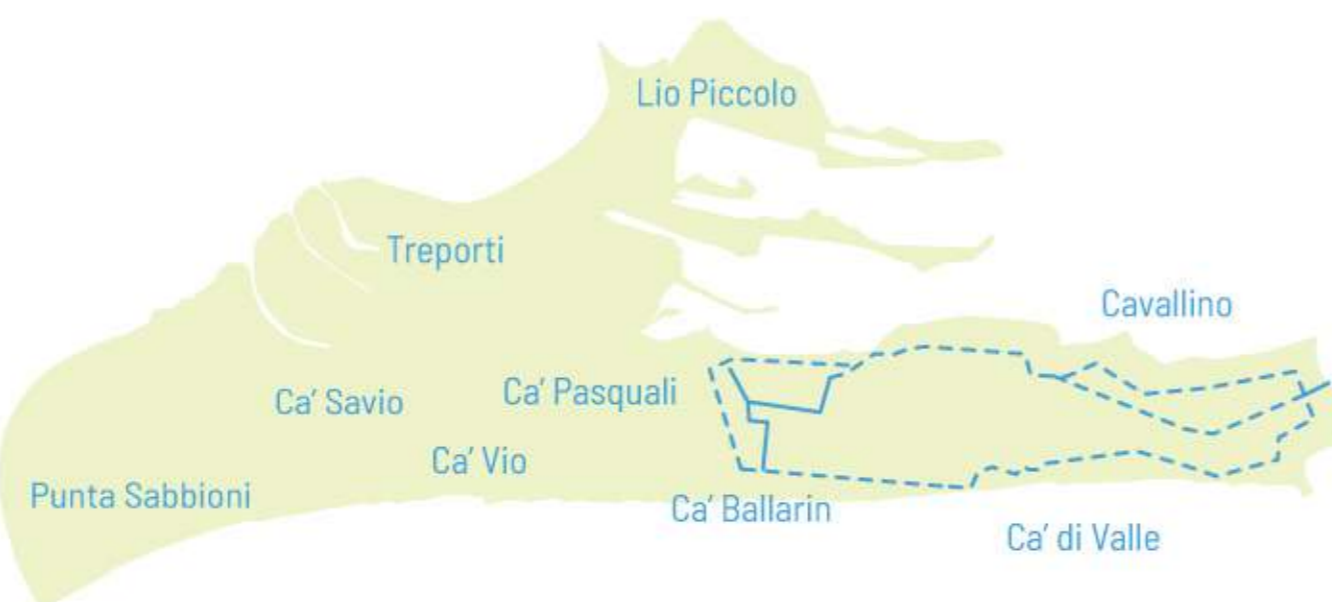 Lio Piccolo
Treporti
Cavallino
Ca' Pasquali
Ca' Savio
Ca' Vio
Punta Sabbioni
Ca' Ballarin
Ca' di Valle